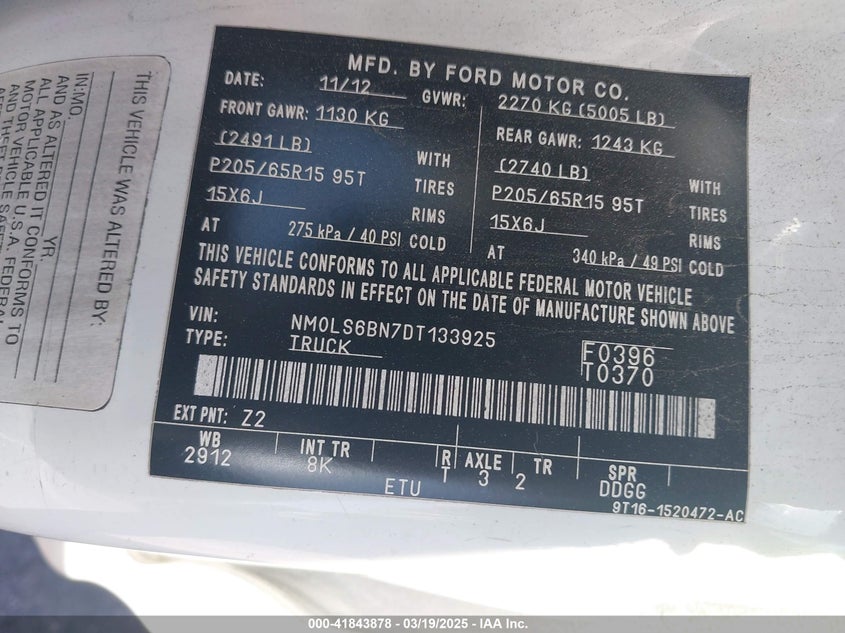 THIS VEHICLE WAS ALTERED BY:
IN:MO. YR.
AND AS ALTERED IT CONFORMS TO
ALL APPLICABLE U.S.A. FEDERAL
MOTOR VEHICLE
AND THEFT
MFD. BY FORD MOTOR CO.
DATE: 11/12 GVWR: 2270 KG (5005 LB)
FRONT GAWR: 1130 KG REAR GAWR: 1243 KG
(2491 LB) WITH (2740 LB) WITH
P205/65R15 95T TIRES P205/65R15 95T TIRES
15X6J RIMS 15X6J RIMS
AT 275 kPa / 40 PSI COLD AT 340 kPa / 49 PSI COLD
THIS VEHICLE CONFORMS TO ALL APPLICABLE FEDERAL MOTOR VEHICLE
SAFETY STANDARDS IN EFFECT ON THE DATE OF MANUFACTURE SHOWN ABOVE
VIN: NM0LS6BN7DT133925
TYPE: TRUCK
F0396
T0370
EXT PNT: Z2
WB INT TR R AXLE TR SPR
2912 8K T 3 2 DDGG
ETU
9T16-1520472-AC
000-41843878 - 03/19/2025 - IAA Inc.